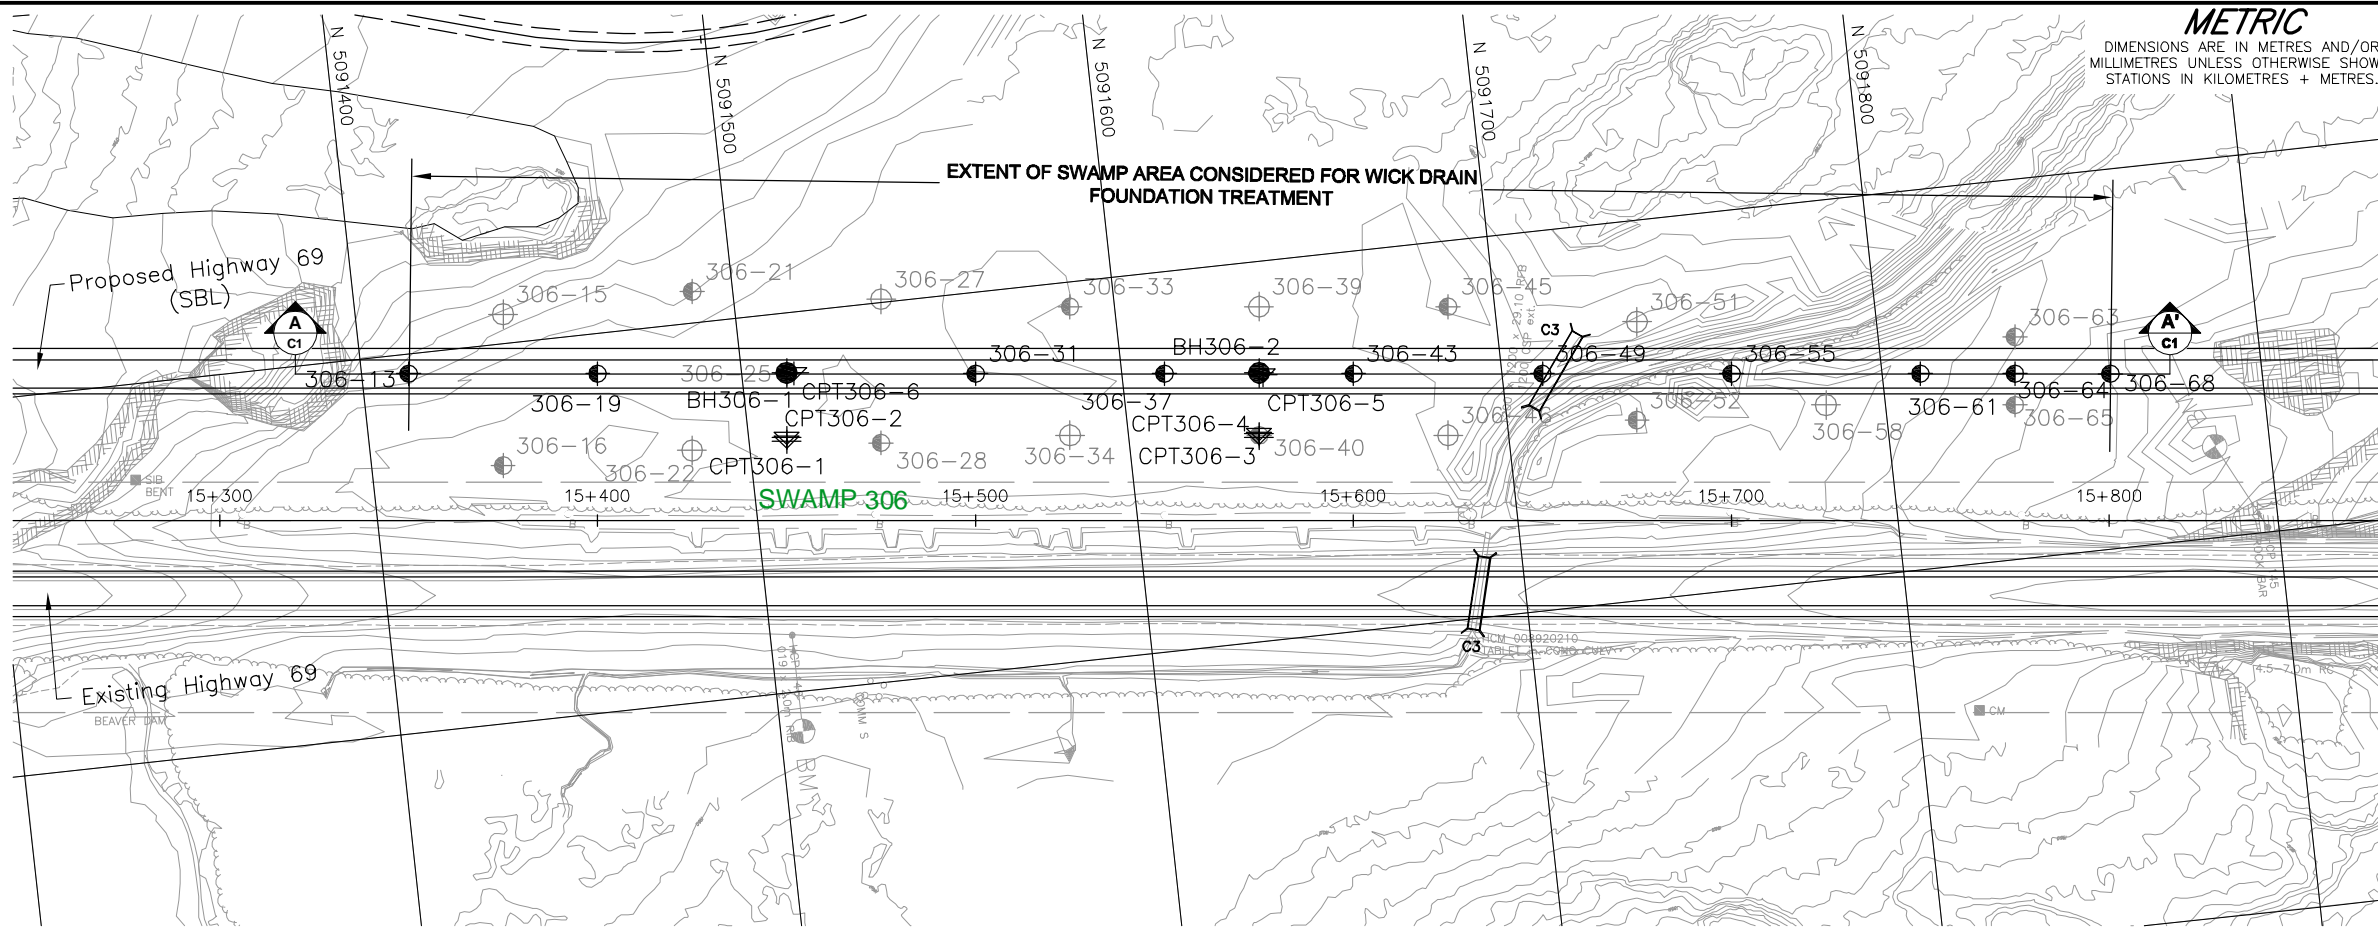 METRIC
DIMENSIONS ARE IN METRES AND/OR
MILLIMETRES UNLESS OTHERWISE SHOW
STATIONS IN KILOMETRES + METRES.
N 5091400
N 5091500
N 5091600
N 5091700
N 5091800
EXTENT OF SWAMP AREA CONSIDERED FOR WICK DRAIN
FOUNDATION TREATMENT
Proposed Highway 69
(SBL)
A
C1
A'
C1
306-15
306-21
306-27
306-33
306-39
306-45
306-51
306-63
C3
306-13
306-19
306-25
BH306-1
CPT306-6
CPT306-2
306-31
306-37
BH306-2
306-43
CPT306-5
CPT306-4
306-49
306-55
306-61
306-64
306-68
306-16
306-22
CPT306-1
306-28
306-34
CPT306-3
306-40
306-52
306-58
306-65
SIB
BENT
15+300
15+400
SWAMP 306
15+500
15+600
15+700
15+800
C3
Existing Highway 69
BEAVER DAM
BM
CM